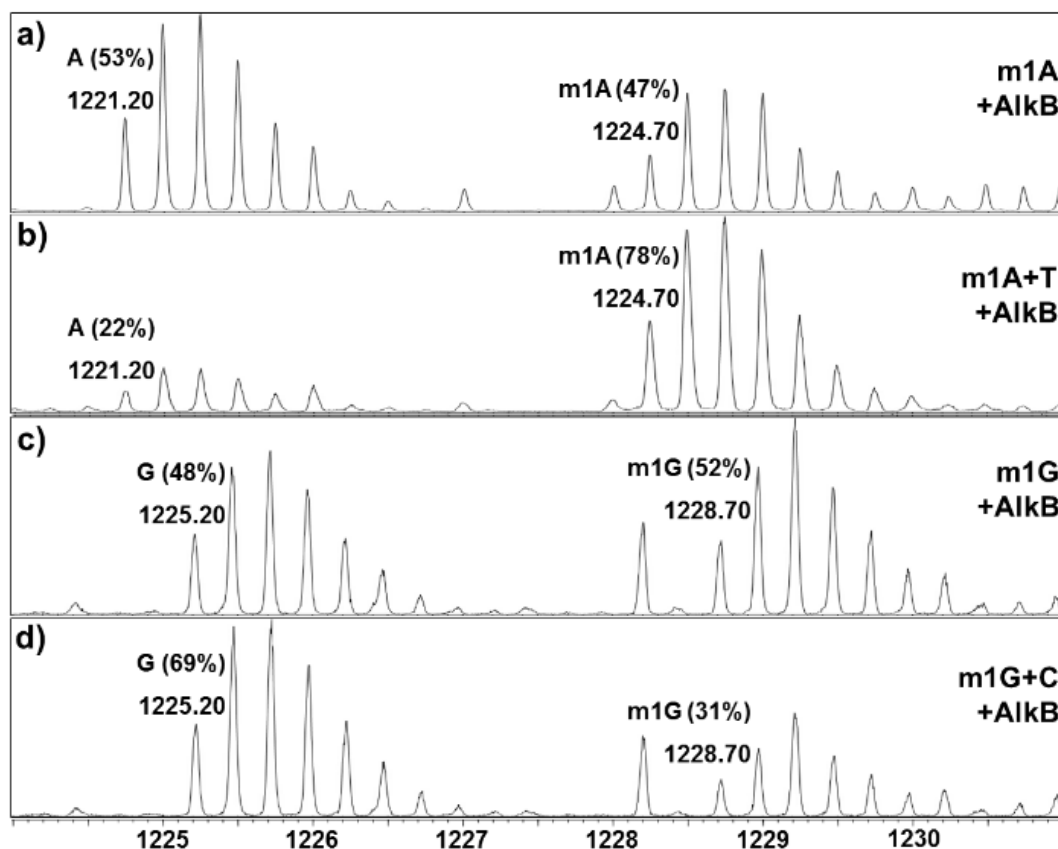 a)
A (53%)
1221.20
m1A (47%)
1224.70
m1A
+AlkB
b)
A (22%)
1221.20
m1A (78%)
1224.70
m1A+T
+AlkB
c)
G (48%)
1225.20
m1G (52%)
1228.70
m1G
+AlkB
d)
G (69%)
1225.20
m1G (31%)
1228.70
m1G+C
+AlkB
1225 1226 1227 1228 1229 1230